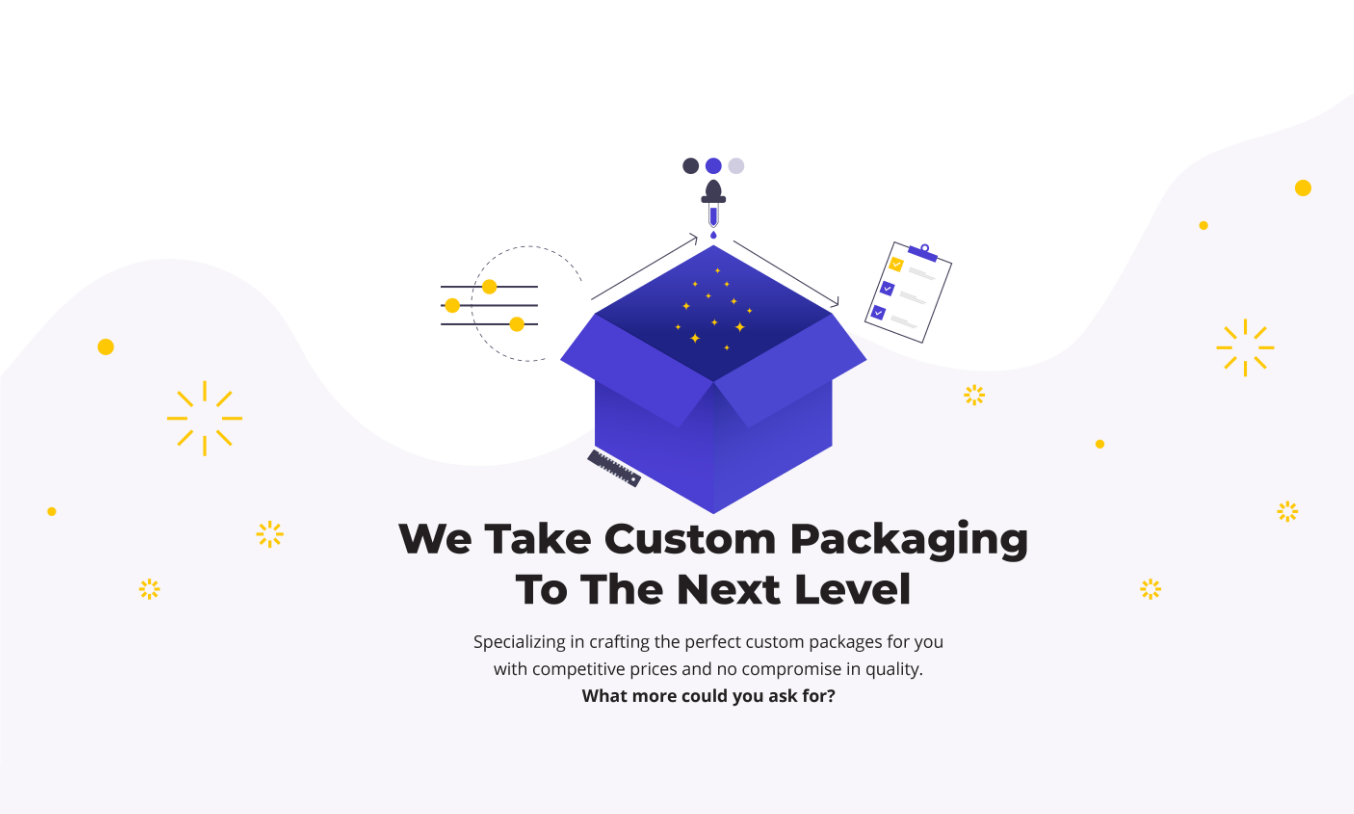 We Take Custom Packaging
To The Next Level
Specializing in crafting the perfect custom packages for you
with competitive prices and no compromise in quality.
What more could you ask for?